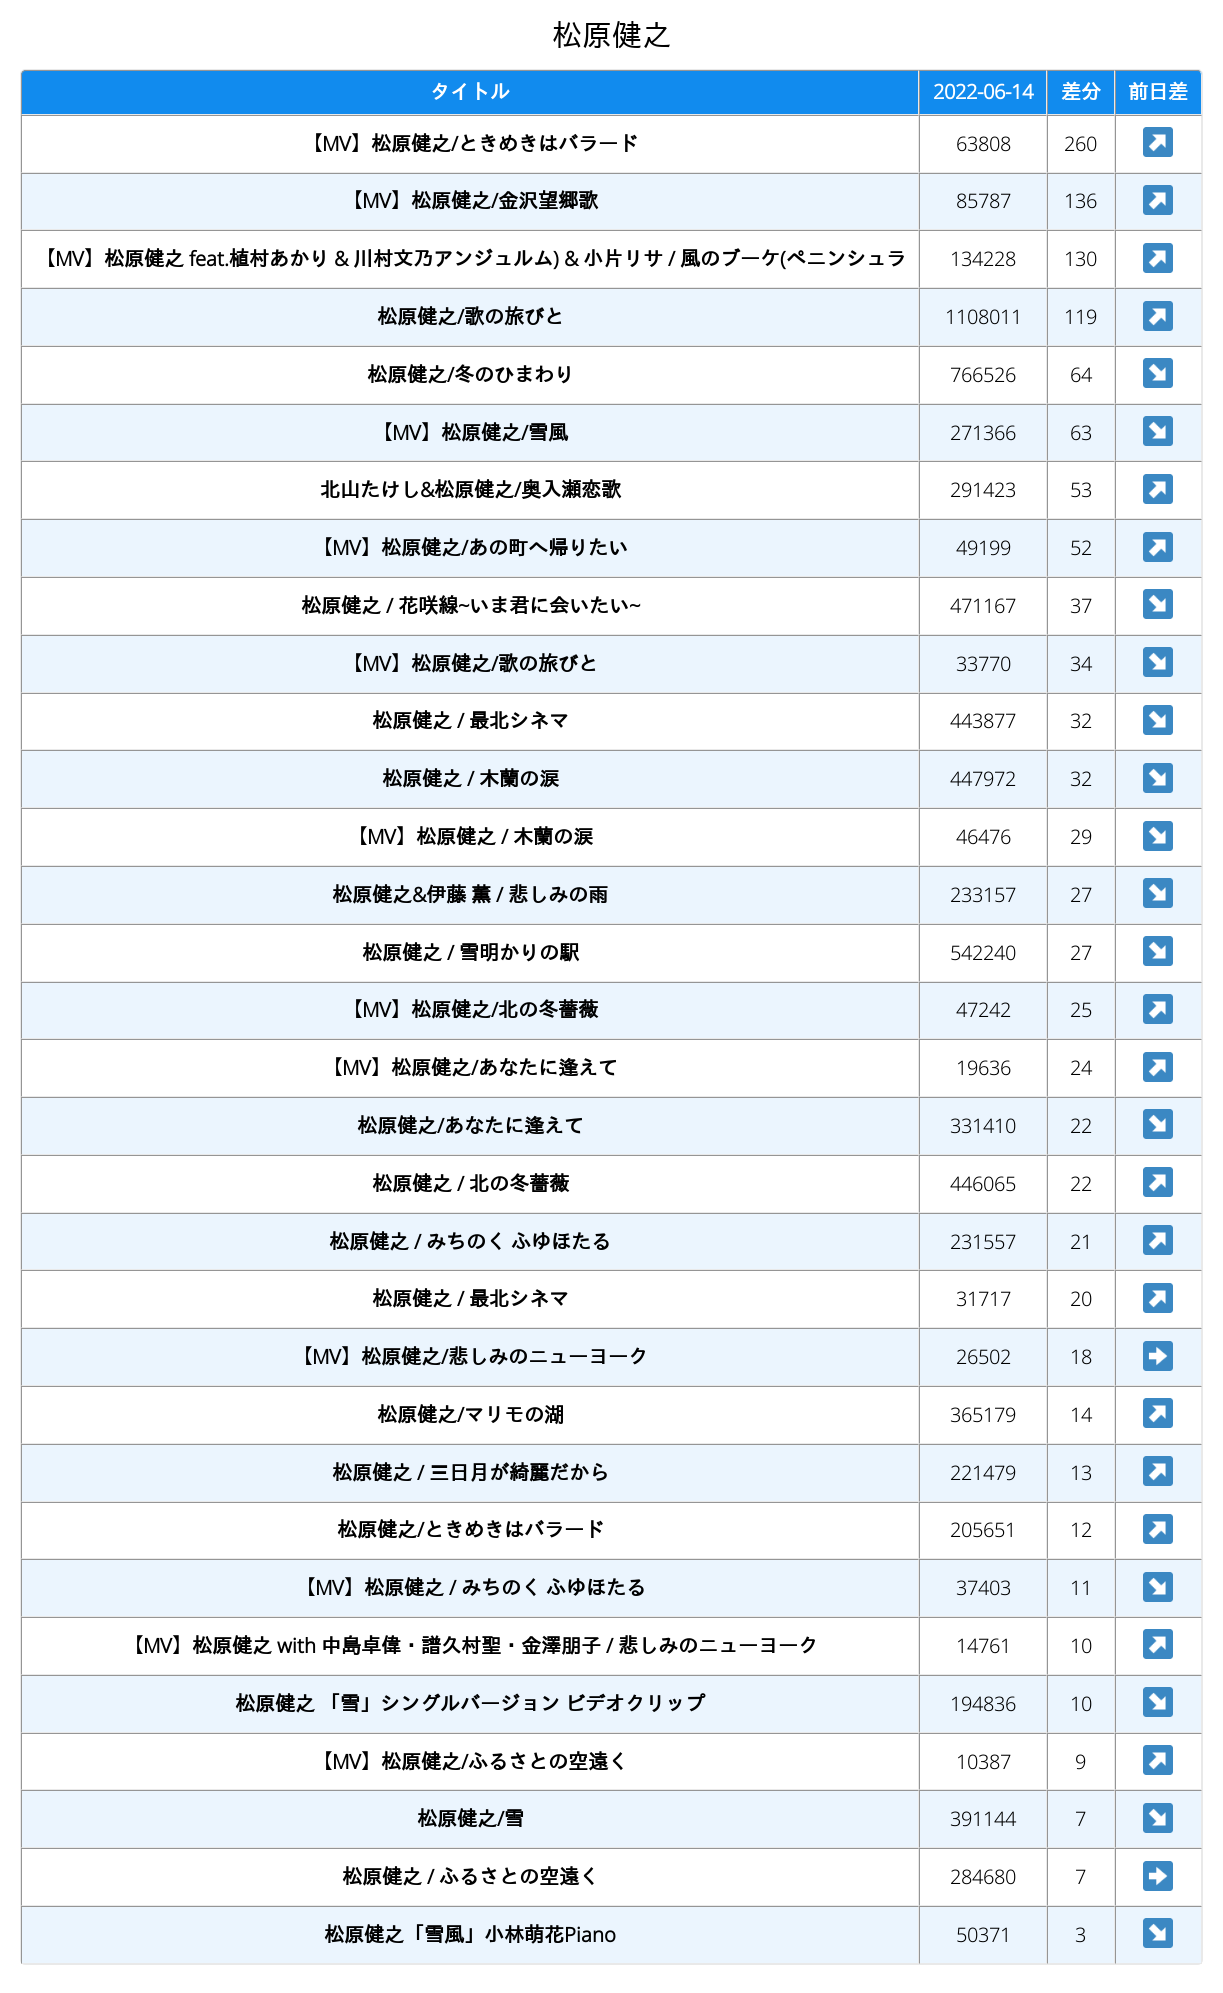 松原健之
タイトル 2022-06-14 差分 前日差
【MV】松原健之/ときめきはバラード 63808 260 ↗
【MV】松原健之/金沢望郷歌 85787 136 ↗
【MV】松原健之 feat.植村あかり & 川村文乃アンジュルム) & 小片リサ / 風のブーケ(ペニンシュラ 134228 130 ↗
松原健之/歌の旅びと 1108011 119 ↗
松原健之/冬のひまわり 766526 64 ↘
【MV】松原健之/雪風 271366 63 ↘
北山たけし&松原健之/奥入瀬恋歌 291423 53 ↗
【MV】松原健之/あの町へ帰りたい 49199 52 ↗
松原健之 / 花咲線~いま君に会いたい~ 471167 37 ↘
【MV】松原健之/歌の旅びと 33770 34 ↘
松原健之 / 最北シネマ 443877 32 ↘
松原健之 / 木蘭の涙 447972 32 ↘
【MV】松原健之 / 木蘭の涙 46476 29 ↘
松原健之&伊藤 薫 / 悲しみの雨 233157 27 ↘
松原健之 / 雪明かりの駅 542240 27 ↘
【MV】松原健之/北の冬薔薇 47242 25 ↗
【MV】松原健之/あなたに逢えて 19636 24 ↗
松原健之/あなたに逢えて 331410 22 ↘
松原健之 / 北の冬薔薇 446065 22 ↗
松原健之 / みちのく ふゆほたる 231557 21 ↗
松原健之 / 最北シネマ 31717 20 ↗
【MV】松原健之/悲しみのニューヨーク 26502 18 ➡
松原健之/マリモの湖 365179 14 ↗
松原健之 / 三日月が綺麗だから 221479 13 ↗
松原健之/ときめきはバラード 205651 12 ↗
【MV】松原健之 / みちのく ふゆほたる 37403 11 ↘
【MV】松原健之 with 中島卓偉・譜久村聖・金澤朋子 / 悲しみのニューヨーク 14761 10 ↗
松原健之 「雪」シングルバージョン ビデオクリップ 194836 10 ↘
【MV】松原健之/ふるさとの空遠く 10387 9 ↗
松原健之/雪 391144 7 ↘
松原健之 / ふるさとの空遠く 284680 7 ➡
松原健之「雪風」小林萌花Piano 50371 3 ↘